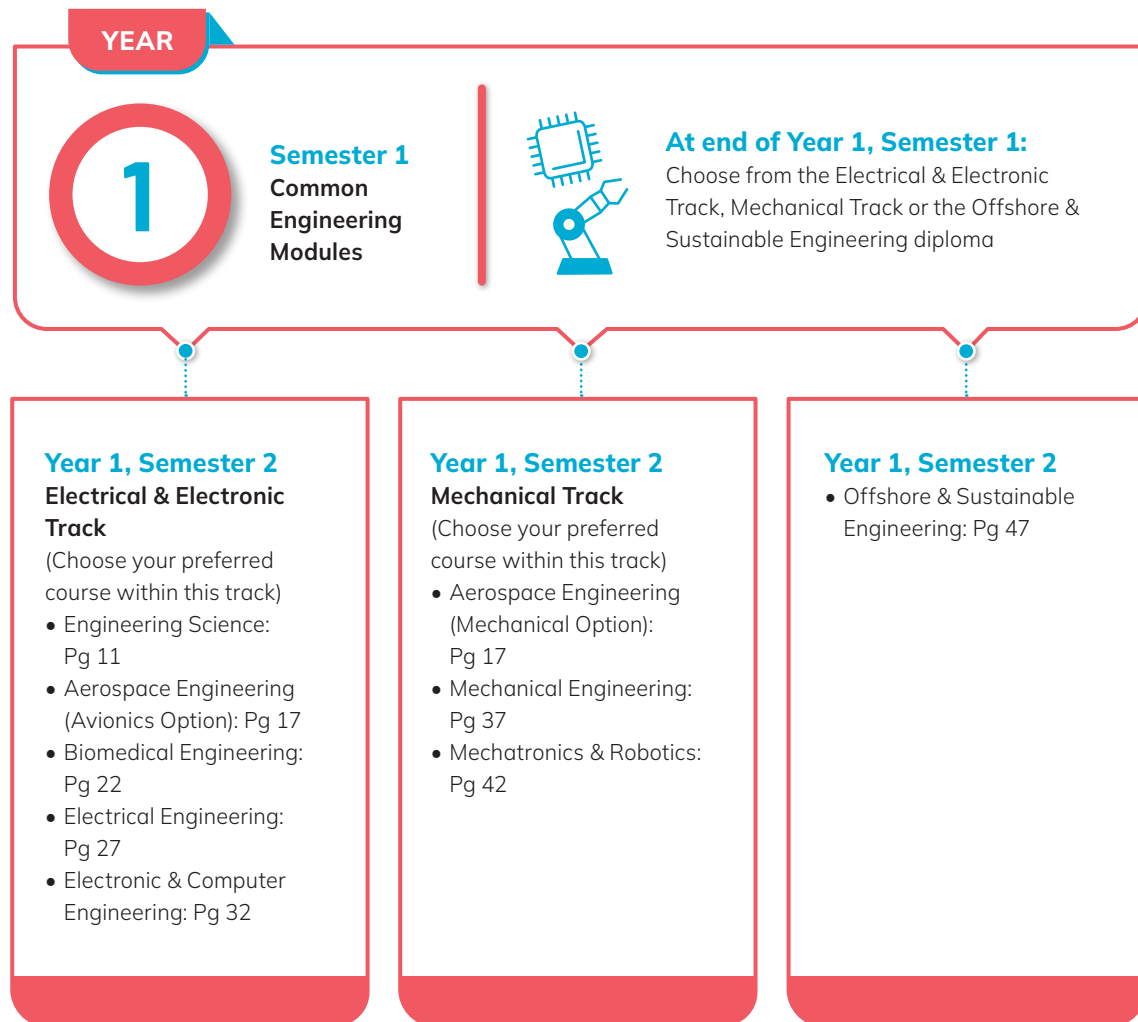 YEAR
1
Semester 1
Common
Engineering
Modules
At end of Year 1, Semester 1:
Choose from the Electrical & Electronic
Track, Mechanical Track or the Offshore &
Sustainable Engineering diploma
Year 1, Semester 2
Electrical & Electronic
Track
(Choose your preferred
course within this track)
• Engineering Science:
Pg 11
• Aerospace Engineering
(Avionics Option): Pg 17
• Biomedical Engineering:
Pg 22
• Electrical Engineering:
Pg 27
• Electronic & Computer
Engineering: Pg 32
Year 1, Semester 2
Mechanical Track
(Choose your preferred
course within this track)
• Aerospace Engineering
(Mechanical Option):
Pg 17
• Mechanical Engineering:
Pg 37
• Mechatronics & Robotics:
Pg 42
Year 1, Semester 2
• Offshore & Sustainable
Engineering: Pg 47